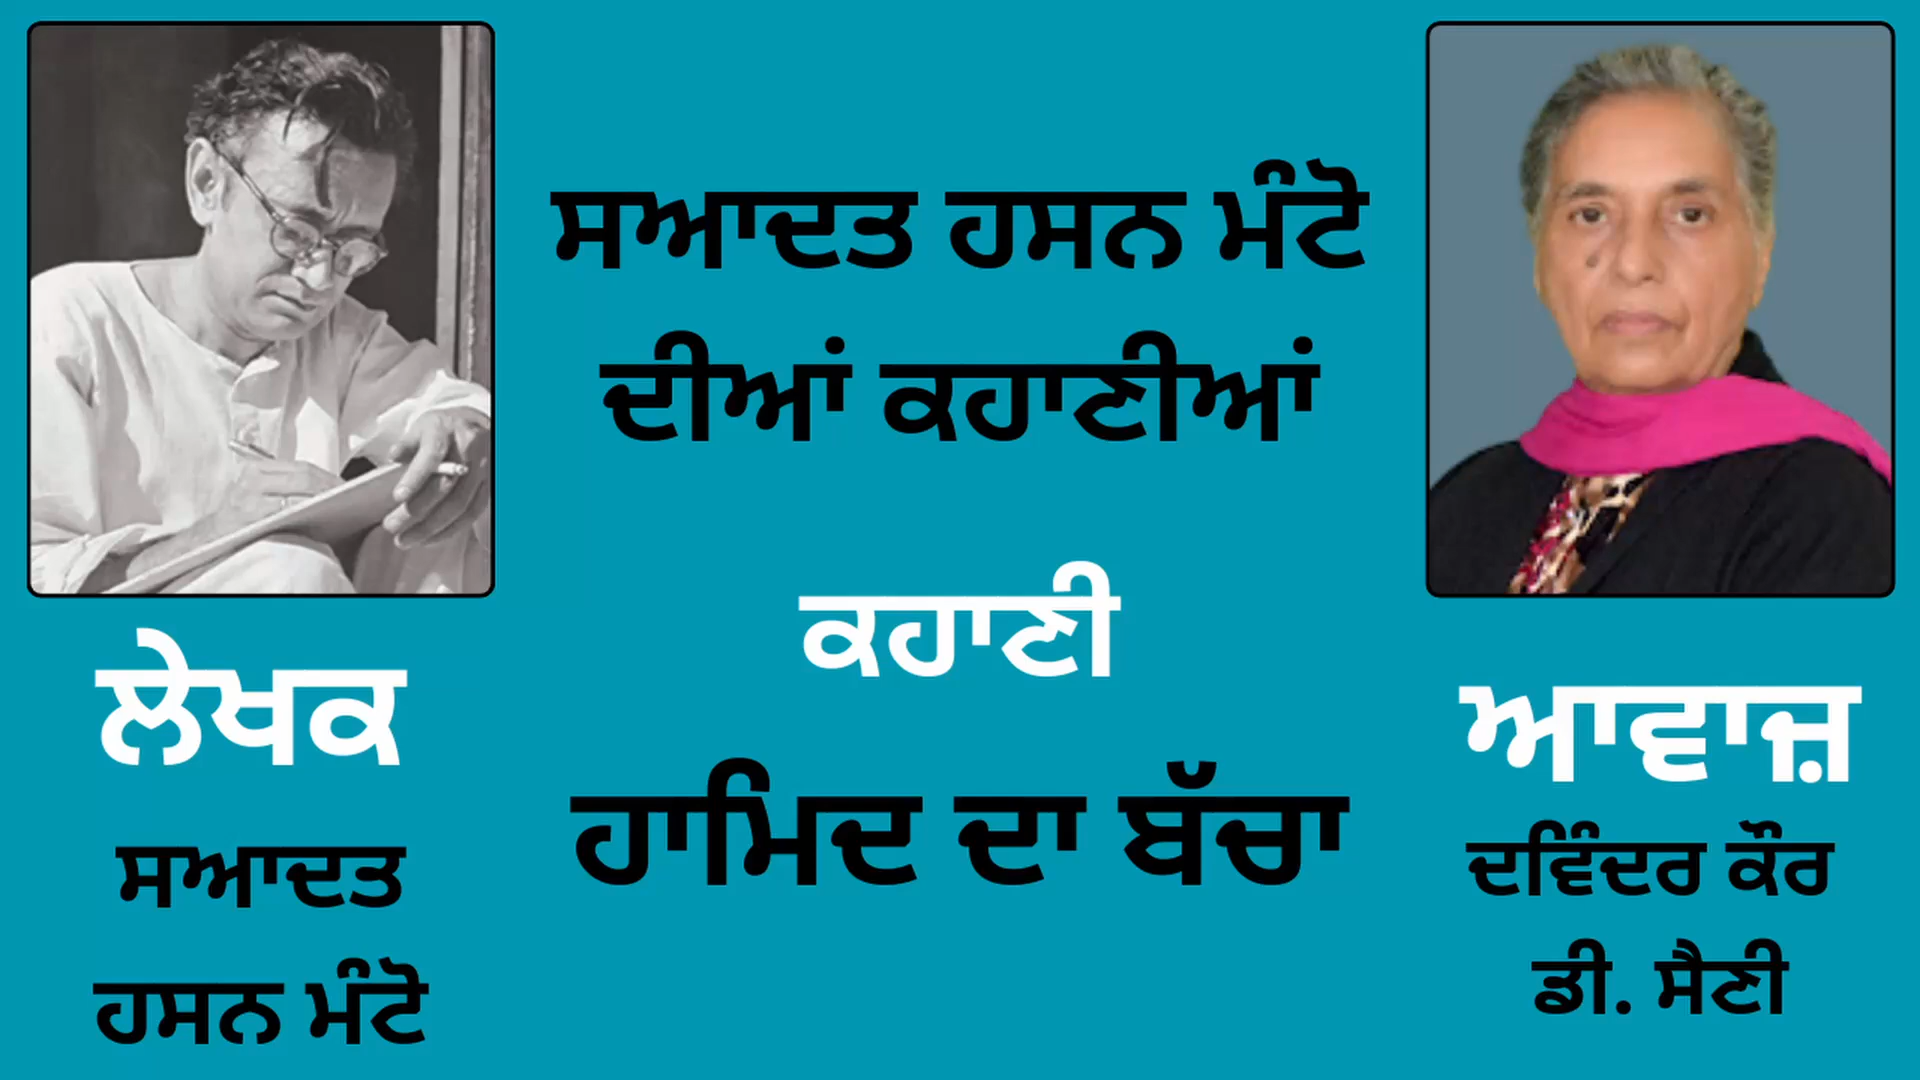 ਸਆਦਤ ਹਸਨ ਮੰਟੋ
ਦੀਆਂ ਕਹਾਣੀਆਂ
ਕਹਾਣੀ
ਹਾਮਿਦ ਦਾ ਬੱਚਾ
ਲੇਖਕ
ਸਆਦਤ
ਹਸਨ ਮੰਟੋ
ਆਵਾਜ਼
ਦਵਿੰਦਰ ਕੌਰ
ਡੀ. ਸੈਣੀ